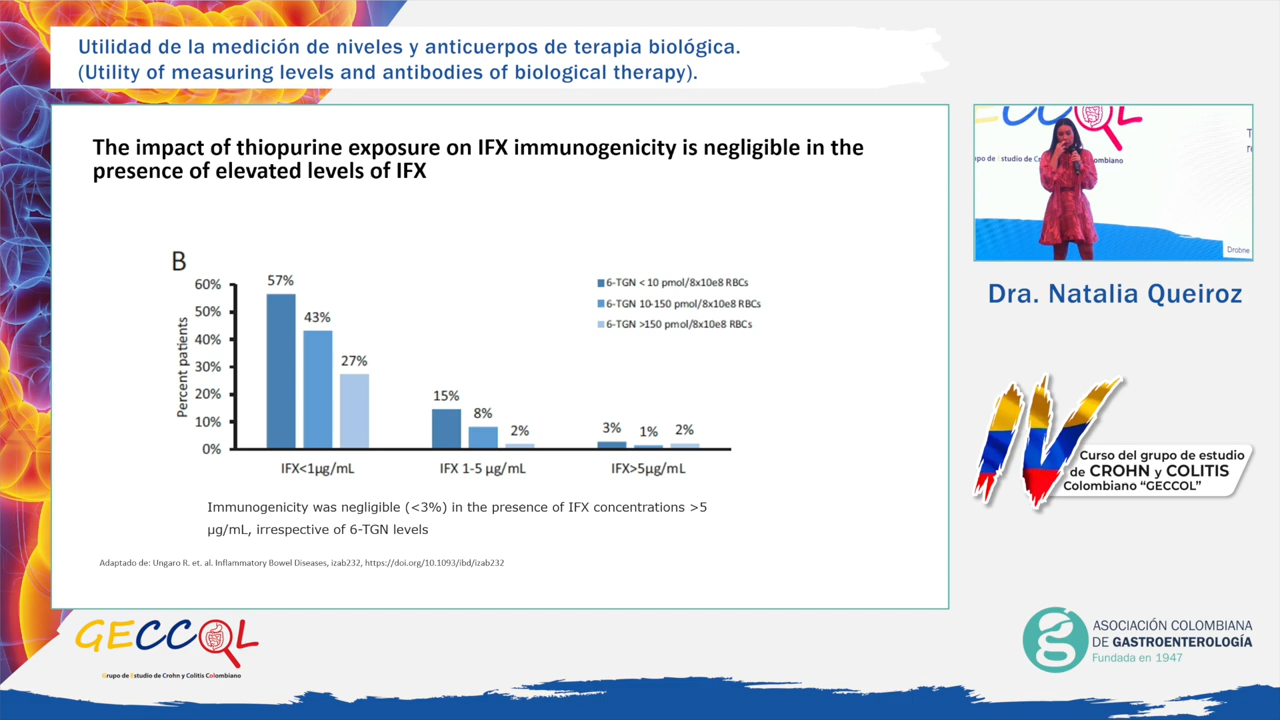 Utilidad de la medición de niveles y anticuerpos de terapia biológica.
(Utility of measuring levels and antibodies of biological therapy).
The impact of thiopurine exposure on IFX immunogenicity is negligible in the
presence of elevated levels of IFX
B
Percent patients
60%
50%
40%
30%
20%
10%
0%
57%
43%
27%
15%
8%
2%
3%
1%
2%
IFX<1µg/mL
IFX 1-5 µg/mL
IFX>5µg/mL
6-TGN < 10 pmol/8x10e8 RBCs
6-TGN 10-150 pmol/8x10e8 RBCs
6-TGN >150 pmol/8x10e8 RBCs
Immunogenicity was negligible (<3%) in the presence of IFX concentrations >5
µg/mL, irrespective of 6-TGN levels
Adaptado de: Ungaro R. et. al. Inflammatory Bowel Diseases, izab232, https://doi.org/10.1093/ibd/izab232
Drobne
Dra. Natalia Queiroz
IV
Curso del grupo de estudio
de CROHN y COLITIS
Colombiano “GECCOL”
GECCOL
Grupo de Estudio de Crohn y Colitis Colombiano
ASOCIACIÓN COLOMBIANA
DE GASTROENTEROLOGÍA
Fundada en 1947